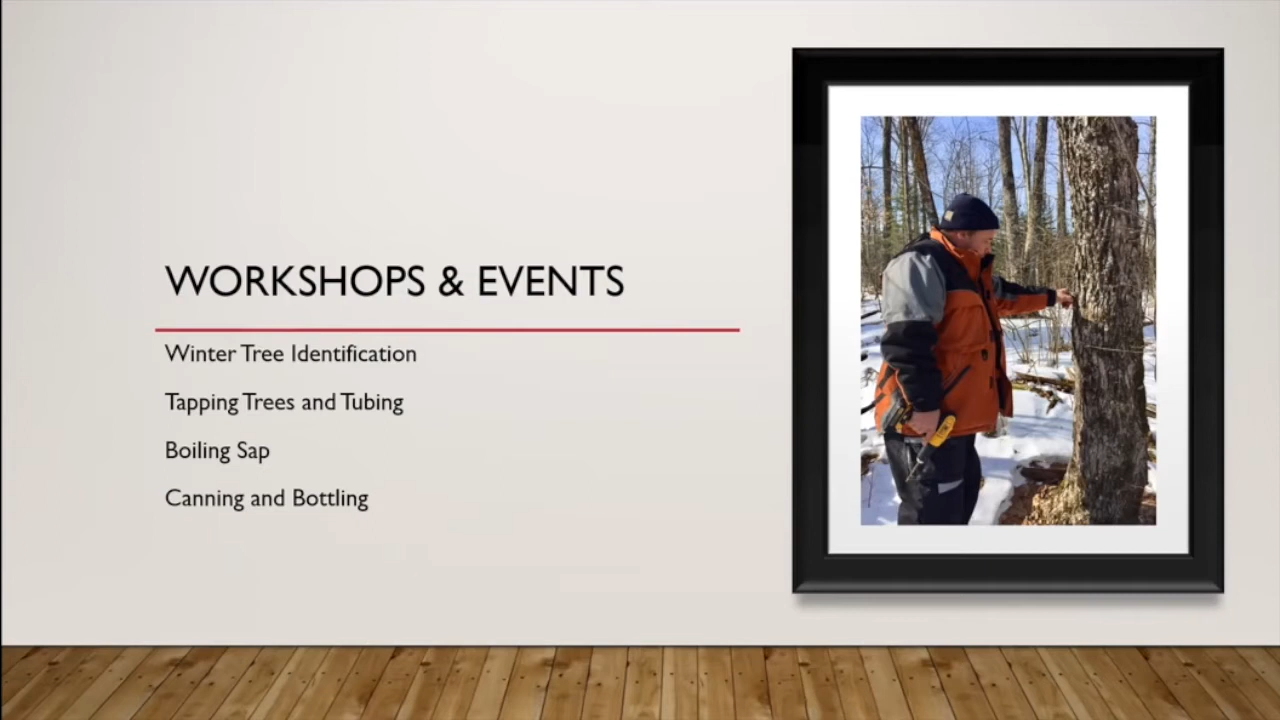 WORKSHOPS & EVENTS
Winter Tree Identification
Tapping Trees and Tubing
Boiling Sap
Canning and Bottling